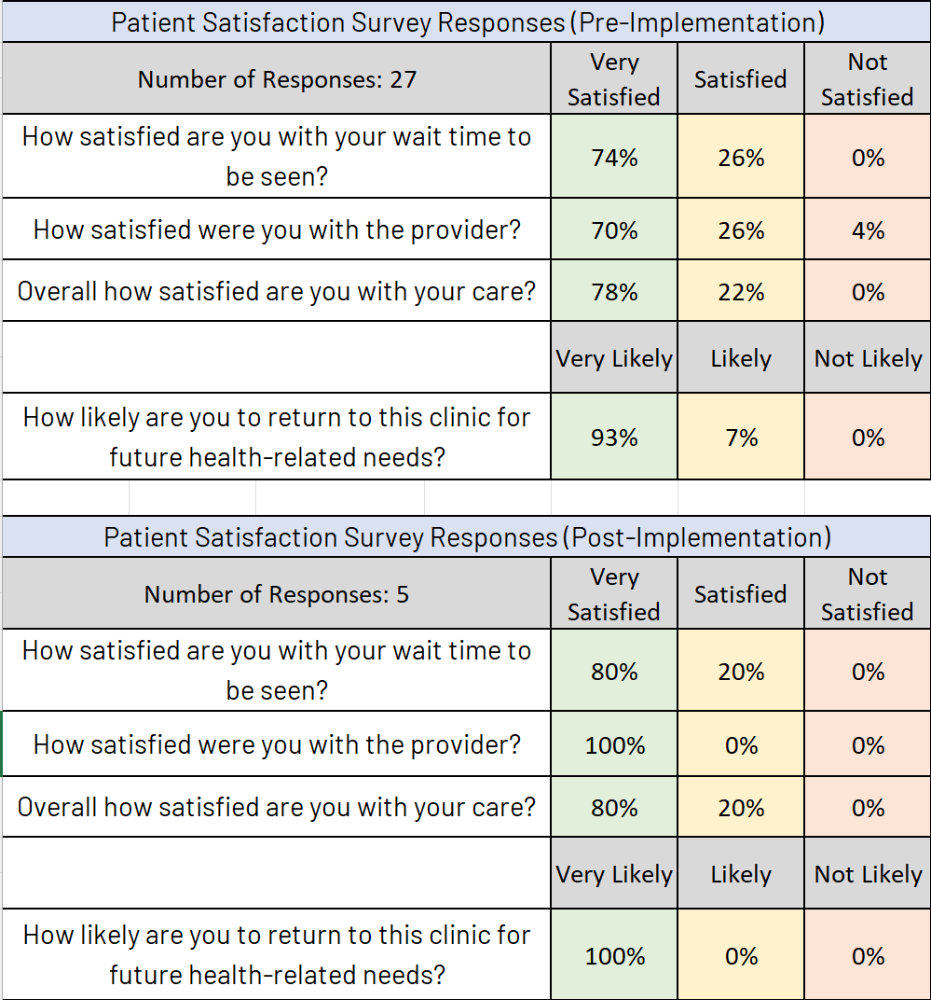 Patient Satisfaction Survey Responses (Pre-Implementation)
Number of Responses: 27
Very
Satisfied
Satisfied
Not
Satisfied
How satisfied are you with your wait time to
be seen?
74%
26%
0%
How satisfied were you with the provider?
70%
26%
4%
Overall how satisfied are you with your care?
78%
22%
0%
Very Likely
Likely
Not Likely
How likely are you to return to this clinic for
future health-related needs?
93%
7%
0%
Patient Satisfaction Survey Responses (Post-Implementation)
Number of Responses: 5
Very
Satisfied
Satisfied
Not
Satisfied
How satisfied are you with your wait time to
be seen?
80%
20%
0%
How satisfied were you with the provider?
100%
0%
0%
Overall how satisfied are you with your care?
80%
20%
0%
Very Likely
Likely
Not Likely
How likely are you to return to this clinic for
future health-related needs?
100%
0%
0%